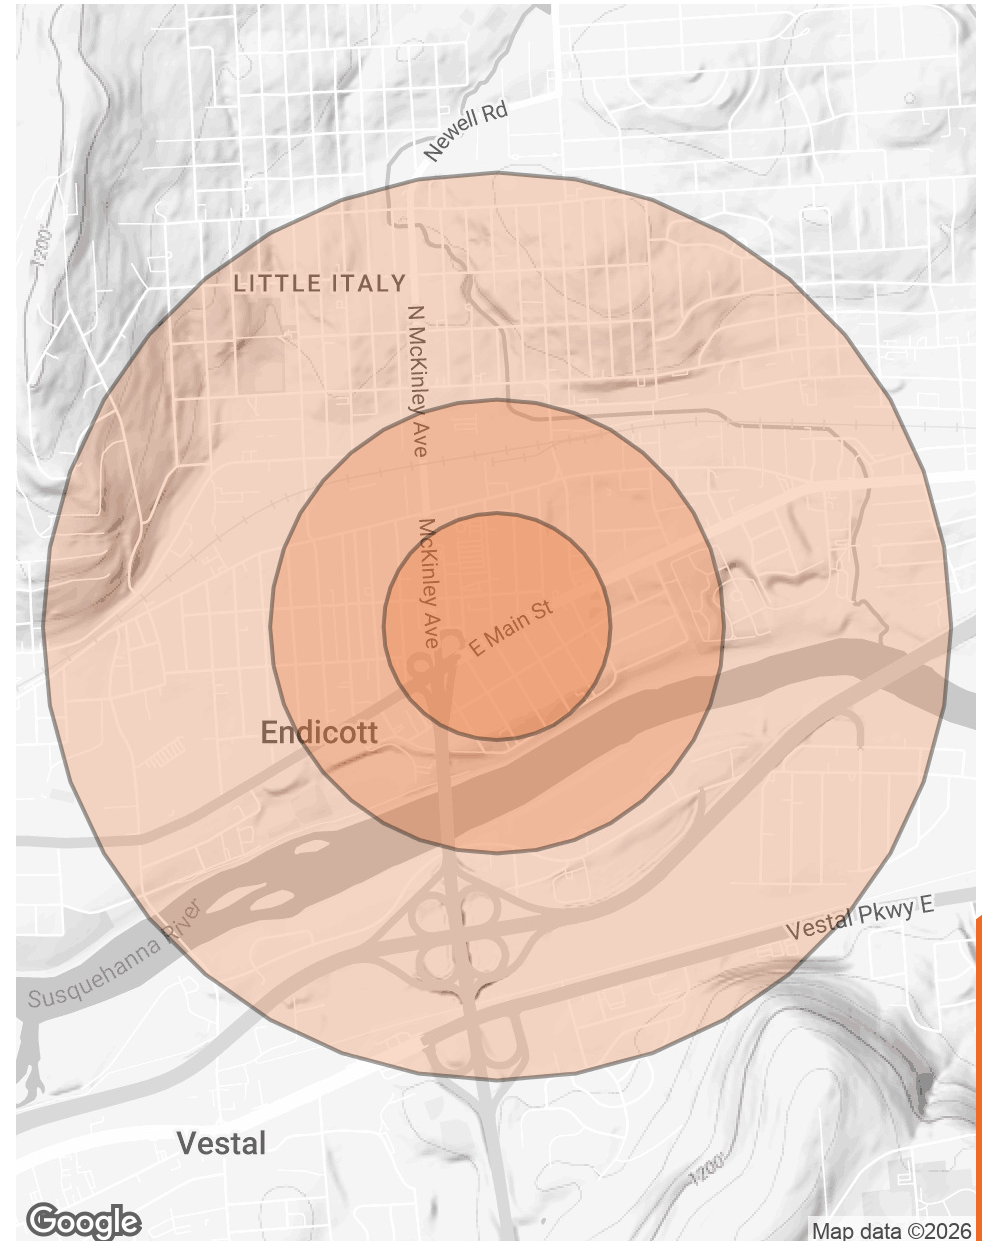 Newell Rd
1200'
LITTLE ITALY
N McKinley Ave
McKinley Ave
E Main St
Endicott
Vestal Pkwy E
Susquehanna River
Vestal
1200'
Google
Map data ©2026